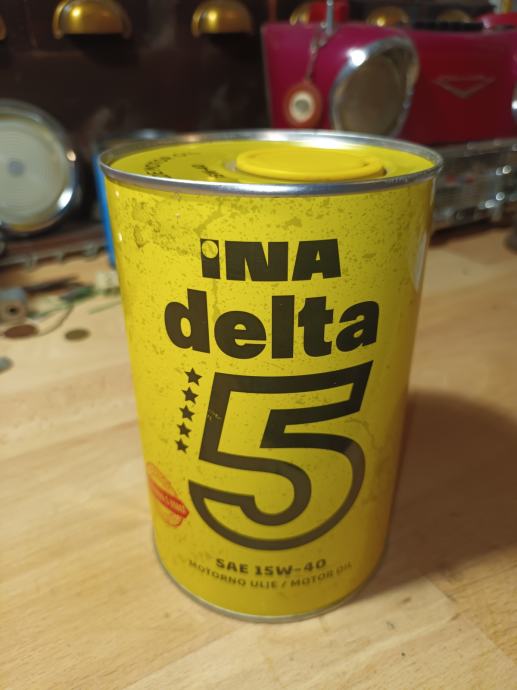 INA
delta
5
SAE 15W-40
MOTORNO ULJE / MOTOR OIL